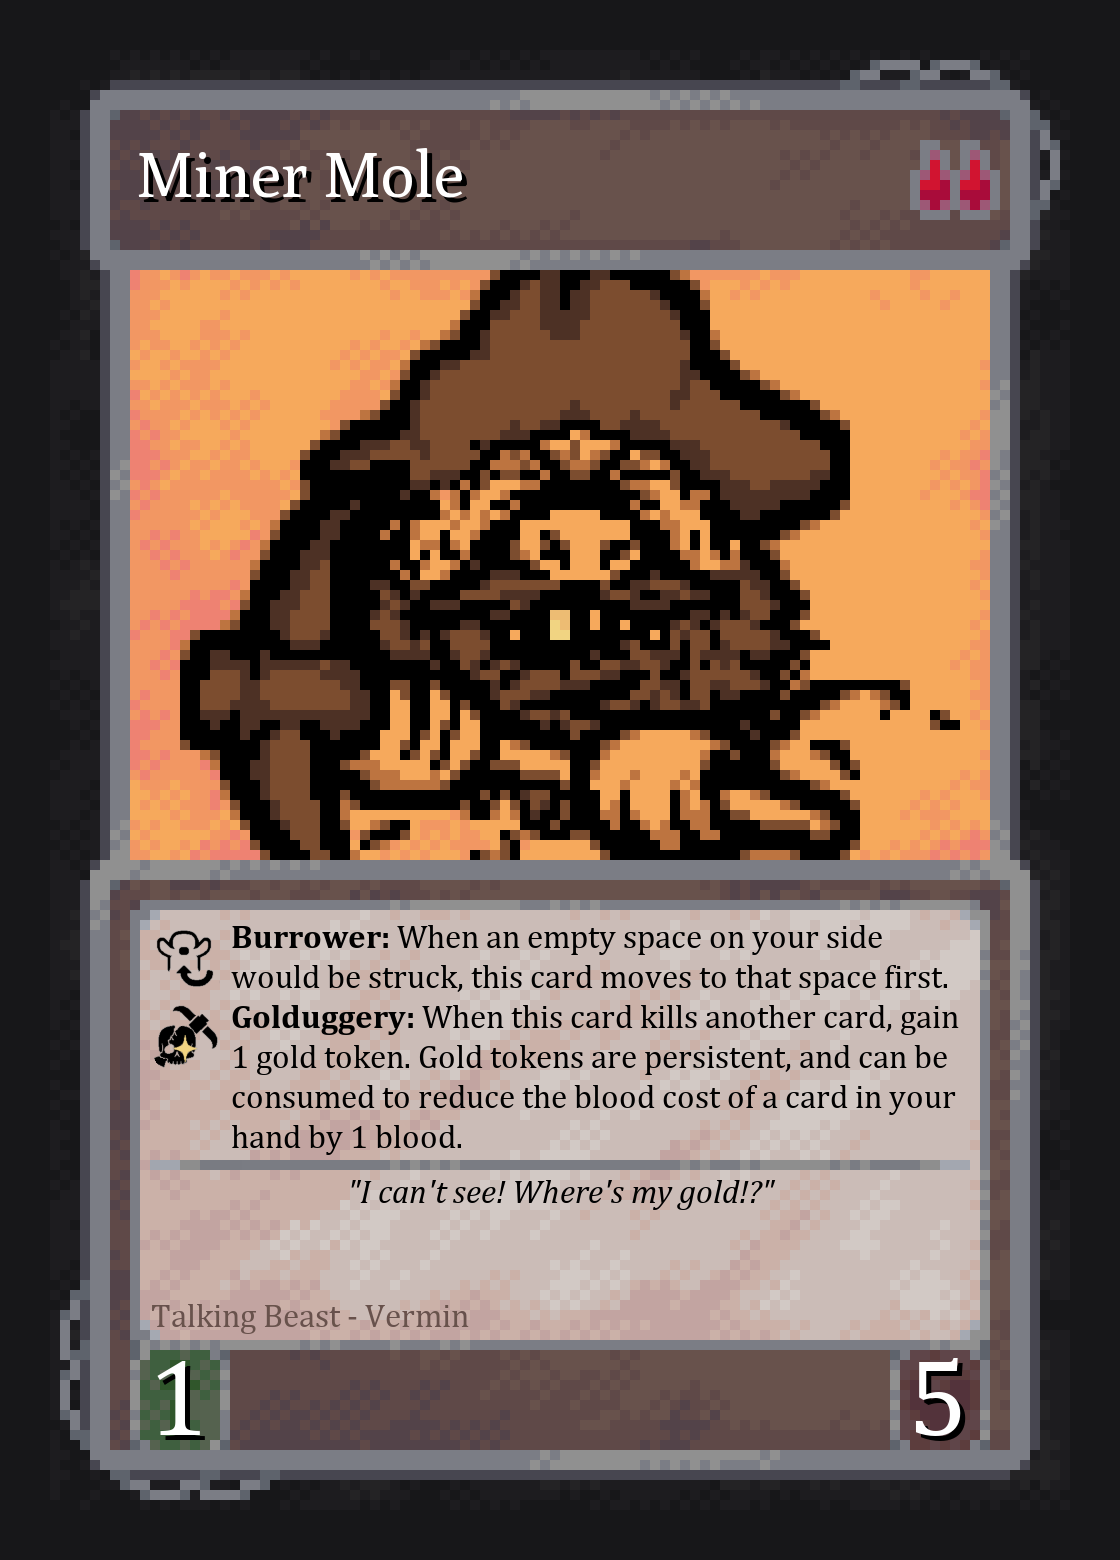 Miner Mole
Burrower: When an empty space on your side
would be struck, this card moves to that space first.
Golduggery: When this card kills another card, gain
1 gold token. Gold tokens are persistent, and can be
consumed to reduce the blood cost of a card in your
hand by 1 blood.
"I can't see! Where's my gold!?"
Talking Beast - Vermin
1
5